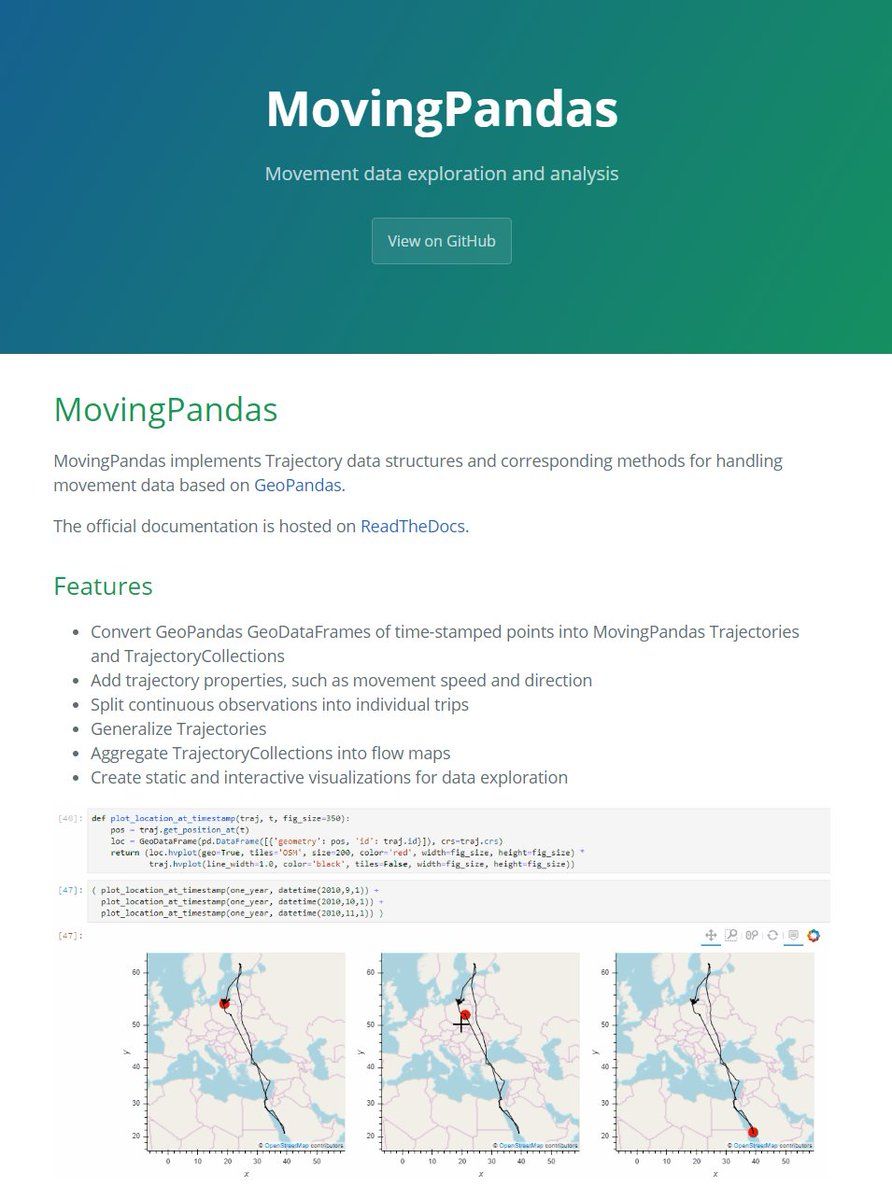 MovingPandas
Movement data exploration and analysis
View on GitHub
MovingPandas
MovingPandas implements Trajectory data structures and corresponding methods for handling
movement data based on GeoPandas.
The official documentation is hosted on ReadTheDocs.
Features
• Convert GeoPandas GeoDataFrames of time-stamped points into MovingPandas Trajectories
and TrajectoryCollections
• Add trajectory properties, such as movement speed and direction
• Split continuous observations into individual trips
• Generalize Trajectories
• Aggregate TrajectoryCollections into flow maps
• Create static and interactive visualizations for data exploration
[46]: def plot_location_at_timestamp(traj, t, fig_size=350):
pos = traj.get_position_at(t)
loc = GeoDataFrame(pd.DataFrame([{'geometry': pos, 'id': traj.id}]), crs=traj.crs)
return (loc.hvplot(geo=True, tiles='OSM', size=200, color='red', width=fig_size, height=fig_size) *
traj.hvplot(line_width=1.0, color='black', tiles=False, width=fig_size, height=fig_size))
[47]: ( plot_location_at_timestamp(one_year, datetime(2010,9,1)) +
plot_location_at_timestamp(one_year, datetime(2010,10,1)) +
plot_location_at_timestamp(one_year, datetime(2010,11,1)) )
[47]:
60 60 60
50 50 50
y y y
40 40 40
30 30 30
20 20 20
© OpenStreetMap contributors © OpenStreetMap contributors © OpenStreetMap contributors
0 10 20 30 40 50 0 10 20 30 40 50 0 10 20 30 40 50
x x x